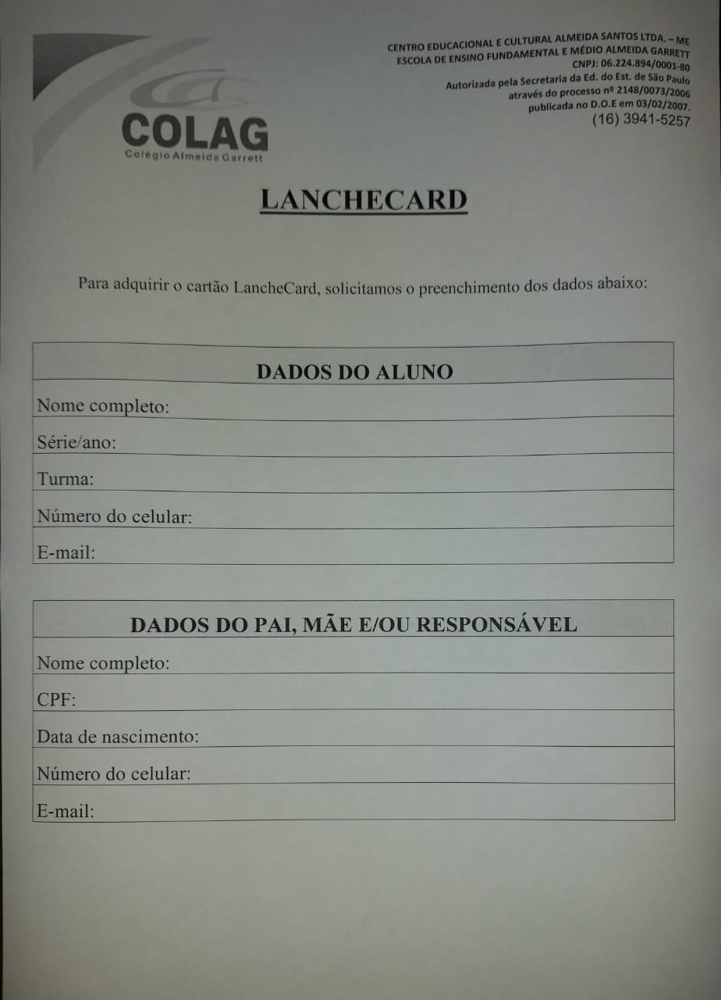 CENTRO EDUCACIONAL E CULTURAL ALMEIDA SANTOS LTDA. – ME
ESCOLA DE ENSINO FUNDAMENTAL E MÉDIO ALMEIDA GARRETT
CNPJ: 06.224.894/0001-80
Autorizada pela Secretaria da Ed. do Est. de São Paulo
através do processo nº 2148/0073/2006
publicada no D.O.E em 03/02/2007.
(16) 3941-5257
COLAG
Colégio Almeida Garrett
LANCHECARD
Para adquirir o cartão LancheCard, solicitamos o preenchimento dos dados abaixo:
DADOS DO ALUNO
Nome completo:
Série/ano:
Turma:
Número do celular:
E-mail:
DADOS DO PAI, MÃE E/OU RESPONSÁVEL
Nome completo:
CPF:
Data de nascimento:
Número do celular:
E-mail: